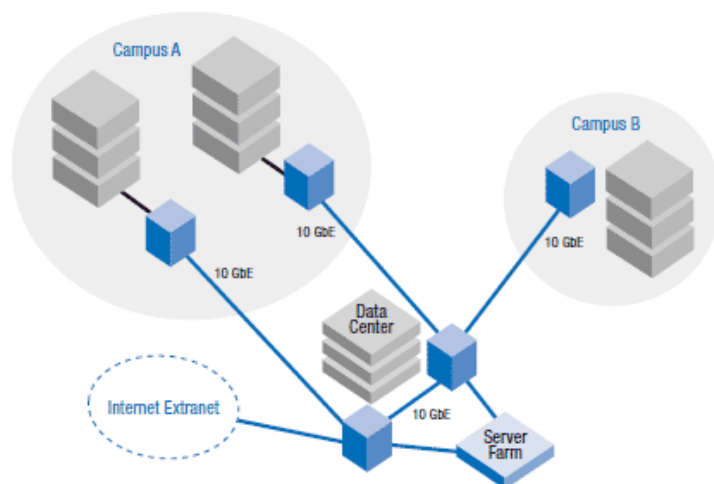 Campus A
Campus B
10 GbE
10 GbE
10 GbE
Data
Center
Internet Extranet
10 GbE
Server
Farm